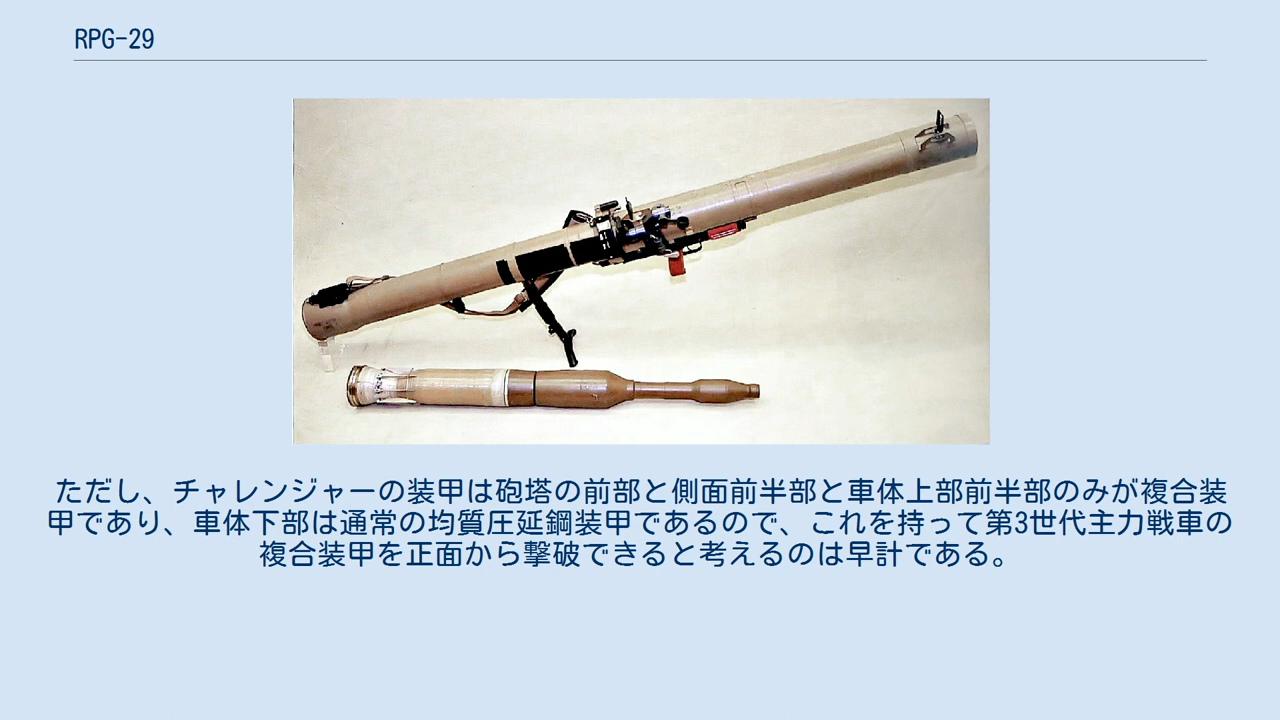 RPG-29
ただし、チャレンジャーの装甲は砲塔の前部と側面前半部と車体上部前半部のみが複合装
甲であり、車体下部は通常の均質圧延鋼装甲であるので、これを持って第3世代主力戦車の
複合装甲を正面から撃破できると考えるのは早計である。